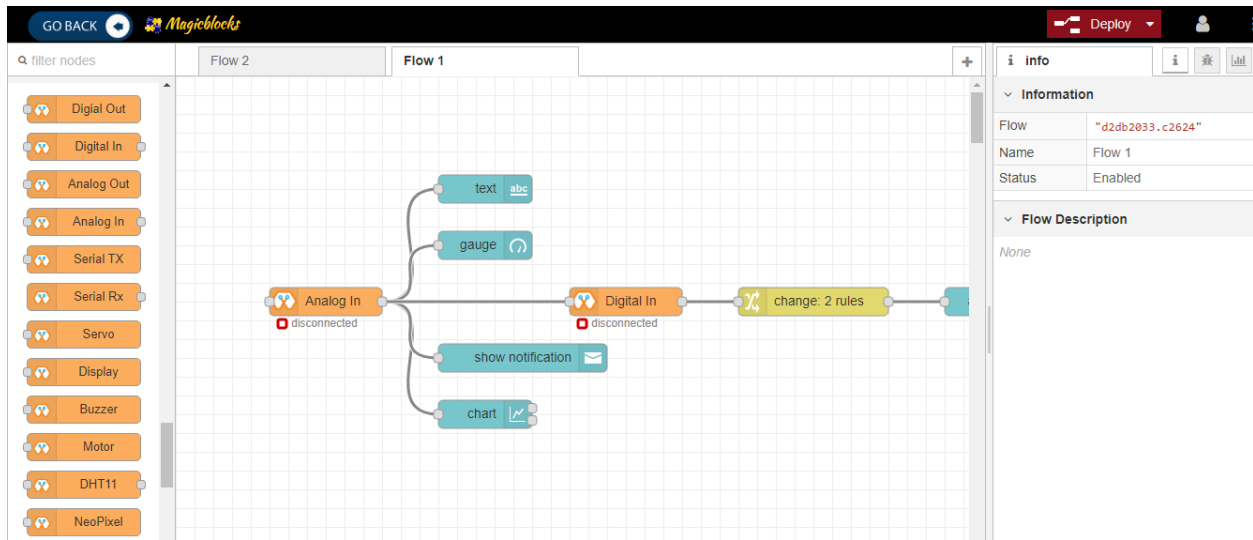 GO BACK
Magicblocks
Deploy
filter nodes
Flow 2
Flow 1
+
i info
i
Information
Flow "d2db2033.c2624"
Name Flow 1
Status Enabled
Flow Description
None
Digial Out
Digital In
Analog Out
Analog In
Serial TX
Serial Rx
Servo
Display
Buzzer
Motor
DHT11
NeoPixel
text abc
gauge
Analog In
disconnected
Digital In
disconnected
change: 2 rules
show notification
chart